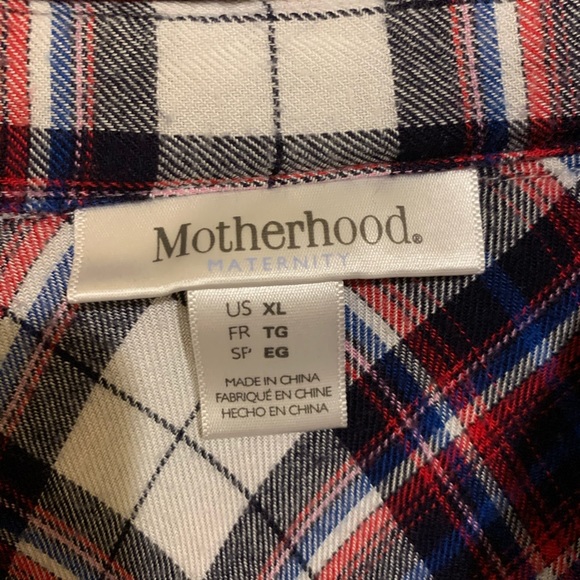 Motherhood®
MATERNITY
US XL
FR TG
SP EG
MADE IN CHINA
FABRIQUÉ EN CHINE
HECHO EN CHINA